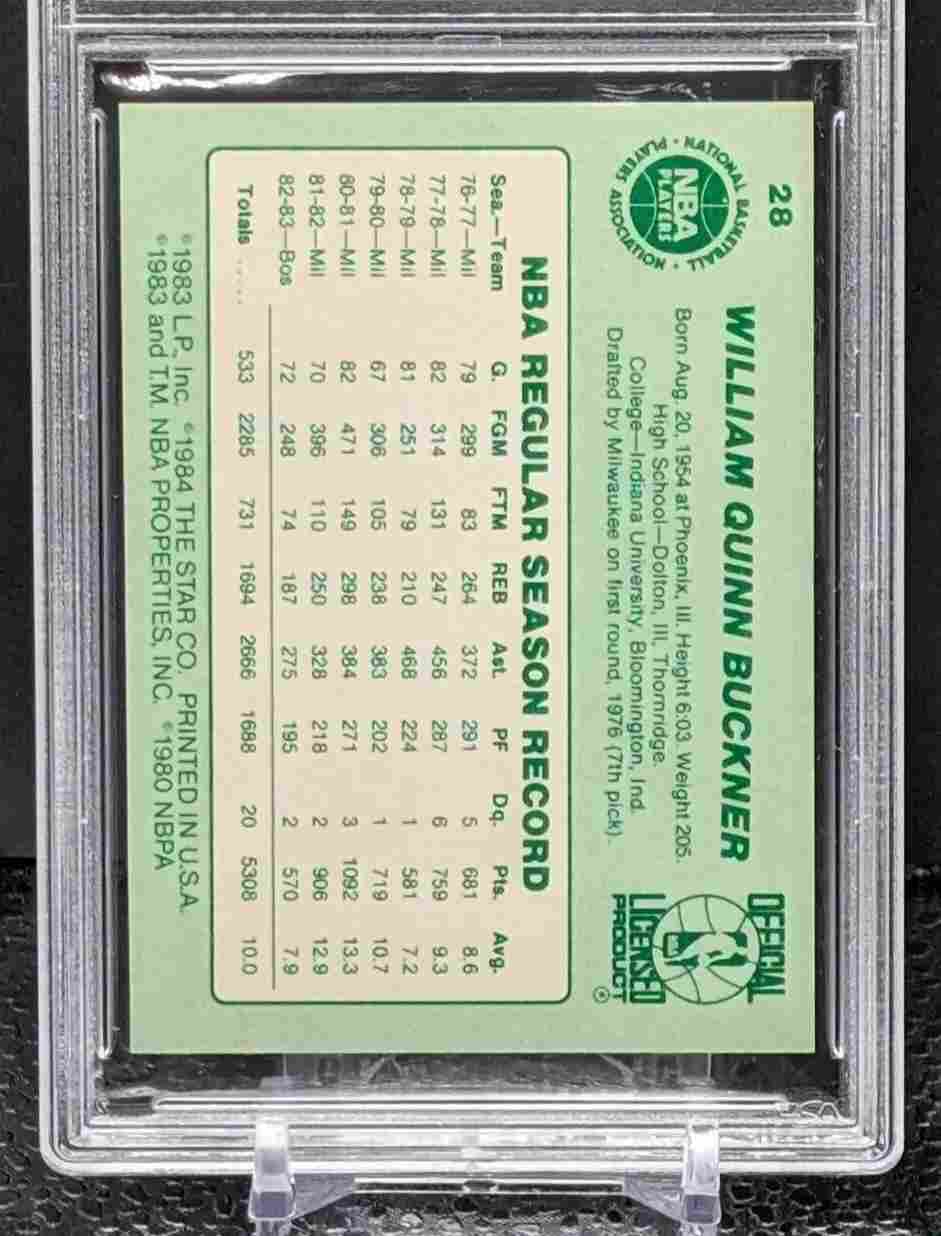 28
NATIONAL BASKETBALL PLAYERS ASSOCIATION
NBA
PLAYERS
WILLIAM QUINN BUCKNER
Born Aug. 20, 1954 at Phoenix, Ill. Height 6:03. Weight 205.
High School—Dolton, Ill., Thornridge.
College—Indiana University, Bloomington, Ind.
Drafted by Milwaukee on first round, 1976 (7th pick).
OFFICIAL
LICENSED
PRODUCT
®
NBA REGULAR SEASON RECORD
Sea.—Team G. FGM FTM REB Ast. PF Dq. Pts. Avg.
76-77—Mil 79 299 83 264 372 291 5 681 8.6
77-78—Mil 82 314 131 247 456 287 6 759 9.3
78-79—Mil 81 251 79 210 468 224 1 581 7.2
79-80—Mil 67 306 105 238 383 202 1 719 10.7
80-81—Mil 82 471 149 298 384 271 3 1092 13.3
81-82—Mil 70 396 110 250 328 218 2 906 12.9
82-83—Bos 72 248 74 187 275 195 2 570 7.9
Totals ..... 533 2285 731 1694 2666 1688 20 5308 10.0
©1983 L.P., Inc. ©1984 THE STAR CO. PRINTED IN U.S.A.
©1983 and T.M. NBA PROPERTIES, INC. ©1980 NBPA